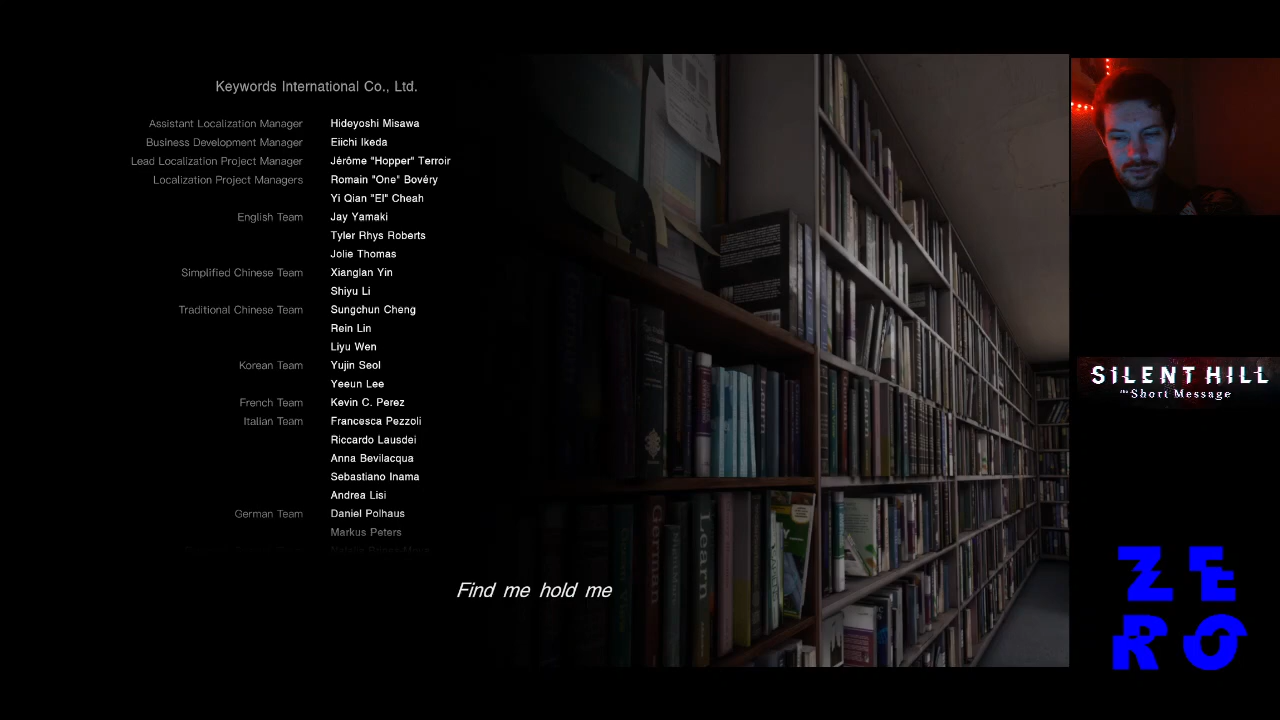 Keywords International Co., Ltd.
Assistant Localization Manager Hideyoshi Misawa
Business Development Manager Eiichi Ikeda
Lead Localization Project Manager Jérôme "Hopper" Terroir
Localization Project Managers Romain "One" Bovéry
Yi Qian "El" Cheah
English Team Jay Yamaki
Tyler Rhys Roberts
Jolie Thomas
Simplified Chinese Team Xianglan Yin
Shiyu Li
Traditional Chinese Team Sungchun Cheng
Rein Lin
Liyu Wen
Korean Team Yujin Seol
Yeeun Lee
French Team Kevin C. Perez
Italian Team Francesca Pezzoli
Riccardo Lausdei
Anna Bevilacqua
Sebastiano Inama
Andrea Lisi
German Team Daniel Polhaus
Markus Peters
Find me hold me
German
Learn
SILENT HILL
The Short Message
ZE
RO